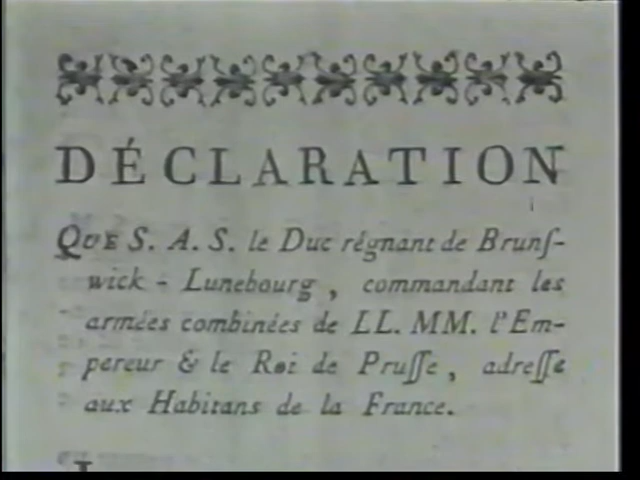 DÉCLARATION
QUE S. A. S. le Duc régnant de Brunſ-
wick - Lunebourg, commandant les
armées combinées de LL. MM. l'Em-
pereur & le Roi de Pruſſe, adreſſe
aux Habitans de la France.